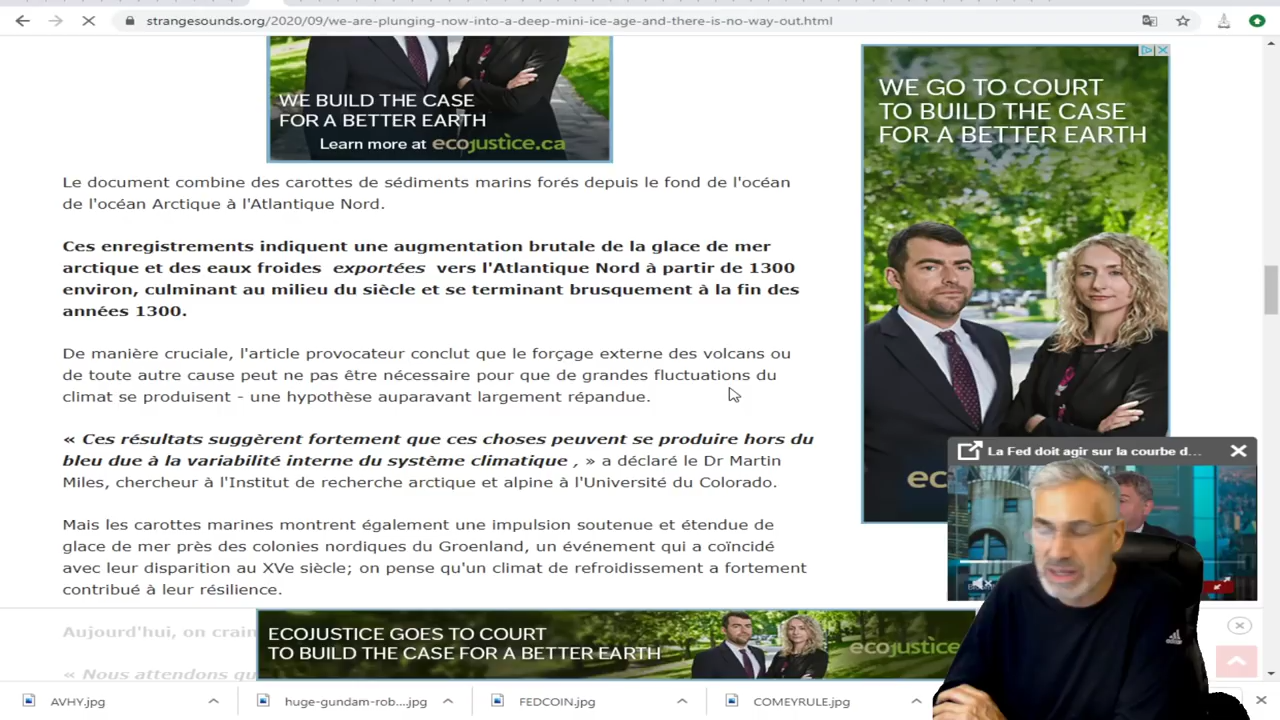 strangesounds.org/2020/09/we-are-plunging-now-into-a-deep-mini-ice-age-and-there-is-no-way-out.html
WE BUILD THE CASE
FOR A BETTER EARTH
Learn more at ecojustice.ca
WE GO TO COURT
TO BUILD THE CASE
FOR A BETTER EARTH
Le document combine des carottes de sédiments marins forés depuis le fond de l'océan
de l'océan Arctique à l'Atlantique Nord.
Ces enregistrements indiquent une augmentation brutale de la glace de mer
arctique et des eaux froides exportées vers l'Atlantique Nord à partir de 1300
environ, culminant au milieu du siècle et se terminant brusquement à la fin des
années 1300.
De manière cruciale, l'article provocateur conclut que le forçage externe des volcans ou
de toute autre cause peut ne pas être nécessaire pour que de grandes fluctuations du
climat se produisent - une hypothèse auparavant largement répandue.
« Ces résultats suggèrent fortement que ces choses peuvent se produire hors du
bleu due à la variabilité interne du système climatique , » a déclaré le Dr Martin
Miles, chercheur à l'Institut de recherche arctique et alpine à l'Université du Colorado.
Mais les carottes marines montrent également une impulsion soutenue et étendue de
glace de mer près des colonies nordiques du Groenland, un événement qui a coïncidé
avec leur disparition au XVe siècle; on pense qu'un climat de refroidissement a fortement
contribué à leur résilience.
Aujourd'hui, on crain
« Nous attendons qu
ec
La Fed doit agir sur la courbe d...
ECOJUSTICE GOES TO COURT
TO BUILD THE CASE FOR A BETTER EARTH
ecojustice
AVHY.jpg
huge-gundam-rob....jpg
FEDCOIN.jpg
COMEYRULE.jpg